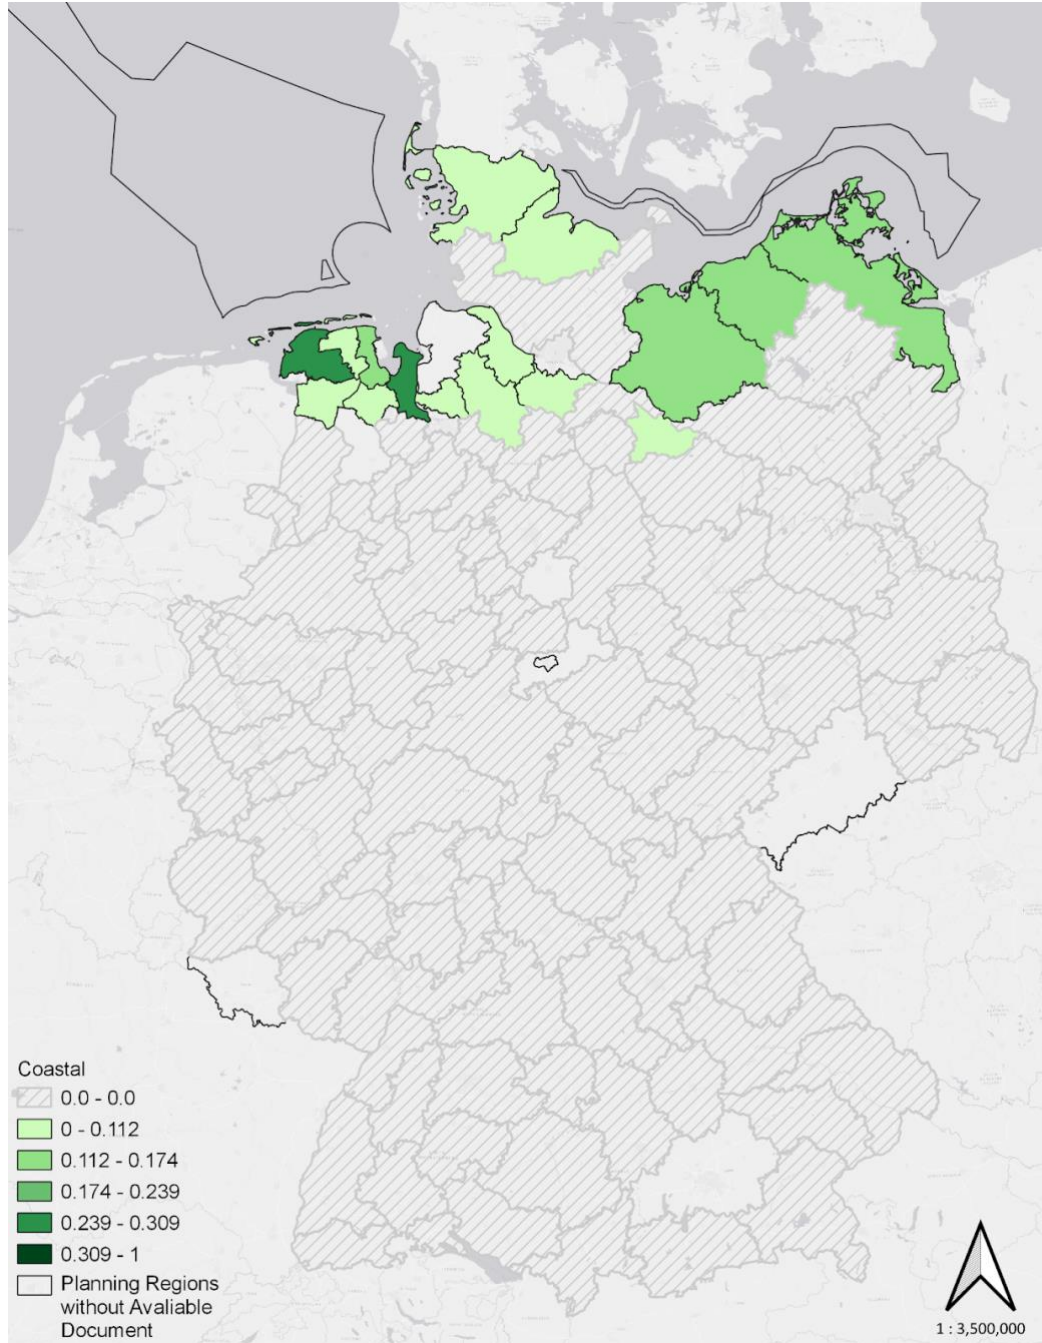 Coastal
0.0 - 0.0
0 - 0.112
0.112 - 0.174
0.174 - 0.239
0.239 - 0.309
0.309 - 1
Planning Regions
without Avaliable
Document
1 : 3,500,000